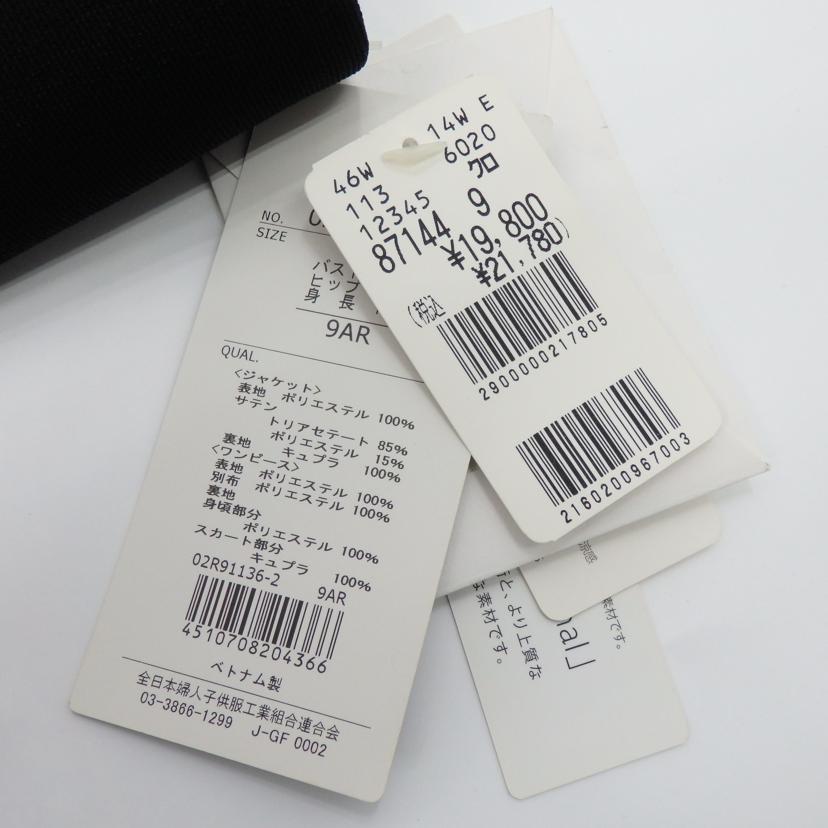 46W 14W E
113 6020
12345 クロ
87144 9
¥19,800
¥21,780)
(税込
2900000217805
2160200967003
NO.
SIZE
バスト
ヒップ
身 長
9AR
QUAL.
<ジャケット>
表地 ポリエステル 100%
サテン
トリアセテート 85%
ポリエステル 15%
裏地 キュプラ 100%
<ワンピース>
表地 ポリエステル 100%
別布 ポリエステル 100%
裏地
身頃部分
ポリエステル 100%
スカート部分
キュプラ 100%
02R91136-2 9AR
4510708204366
ベトナム製
全日本婦人子供服工業組合連合会
03-3866-1299 J-GF 0002
涼感
素材です。
nal」
と、より上質な
な素材です。